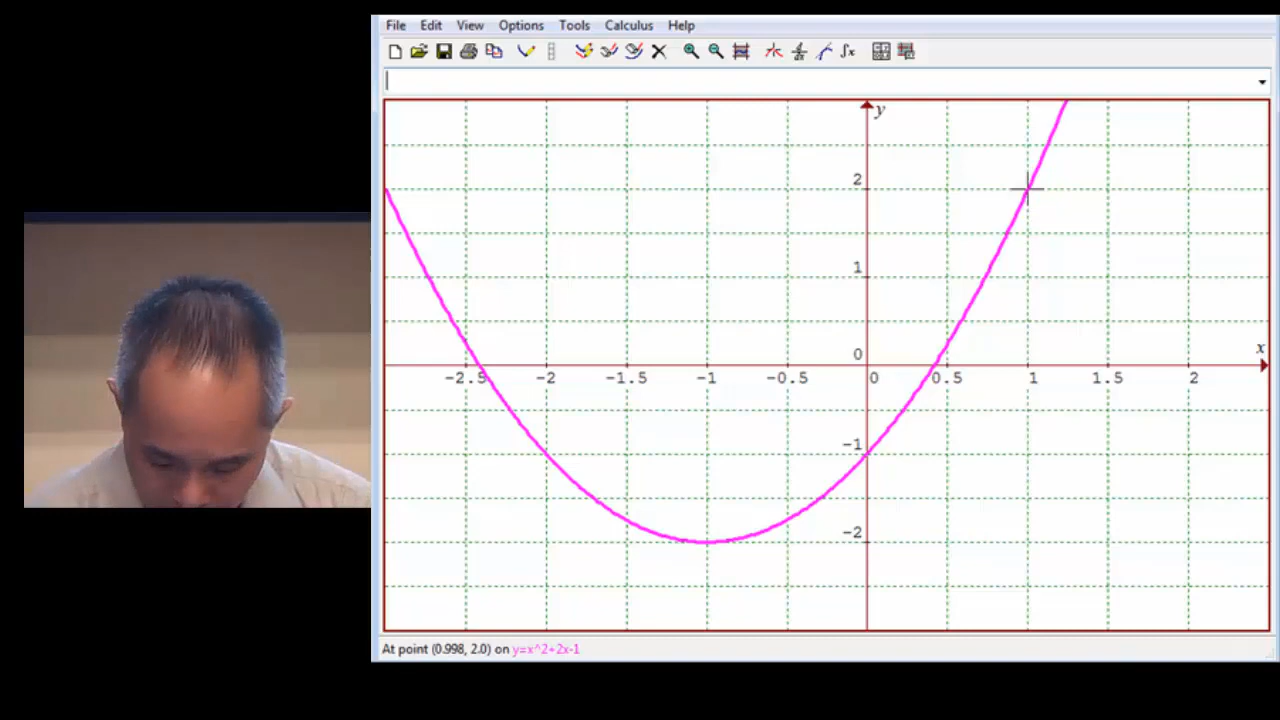 File Edit View Options Tools Calculus Help
y
2
1
x
0
-2.5 -2 -1.5 -1 -0.5 0 0.5 1 1.5 2
-1
-2
At point (0.998, 2.0) on y=x^2+2x-1